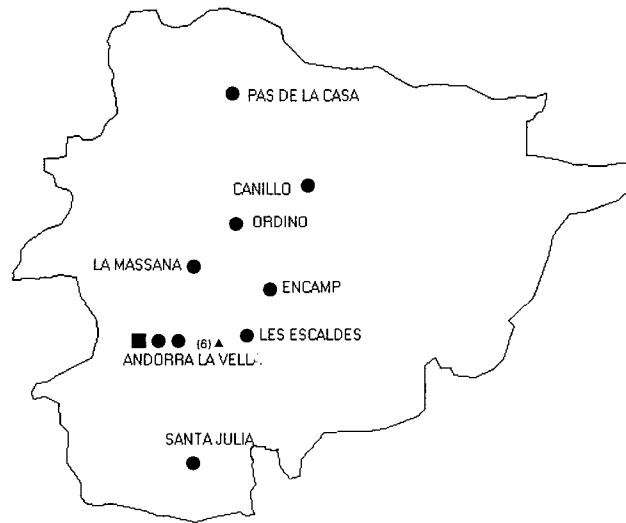 PAS DE LA CASA
CANILLO
ORDINO
LA MASSANA
ENCAMP
LES ESCALDES
(6)
ANDORRA LA
SANTA JULIA